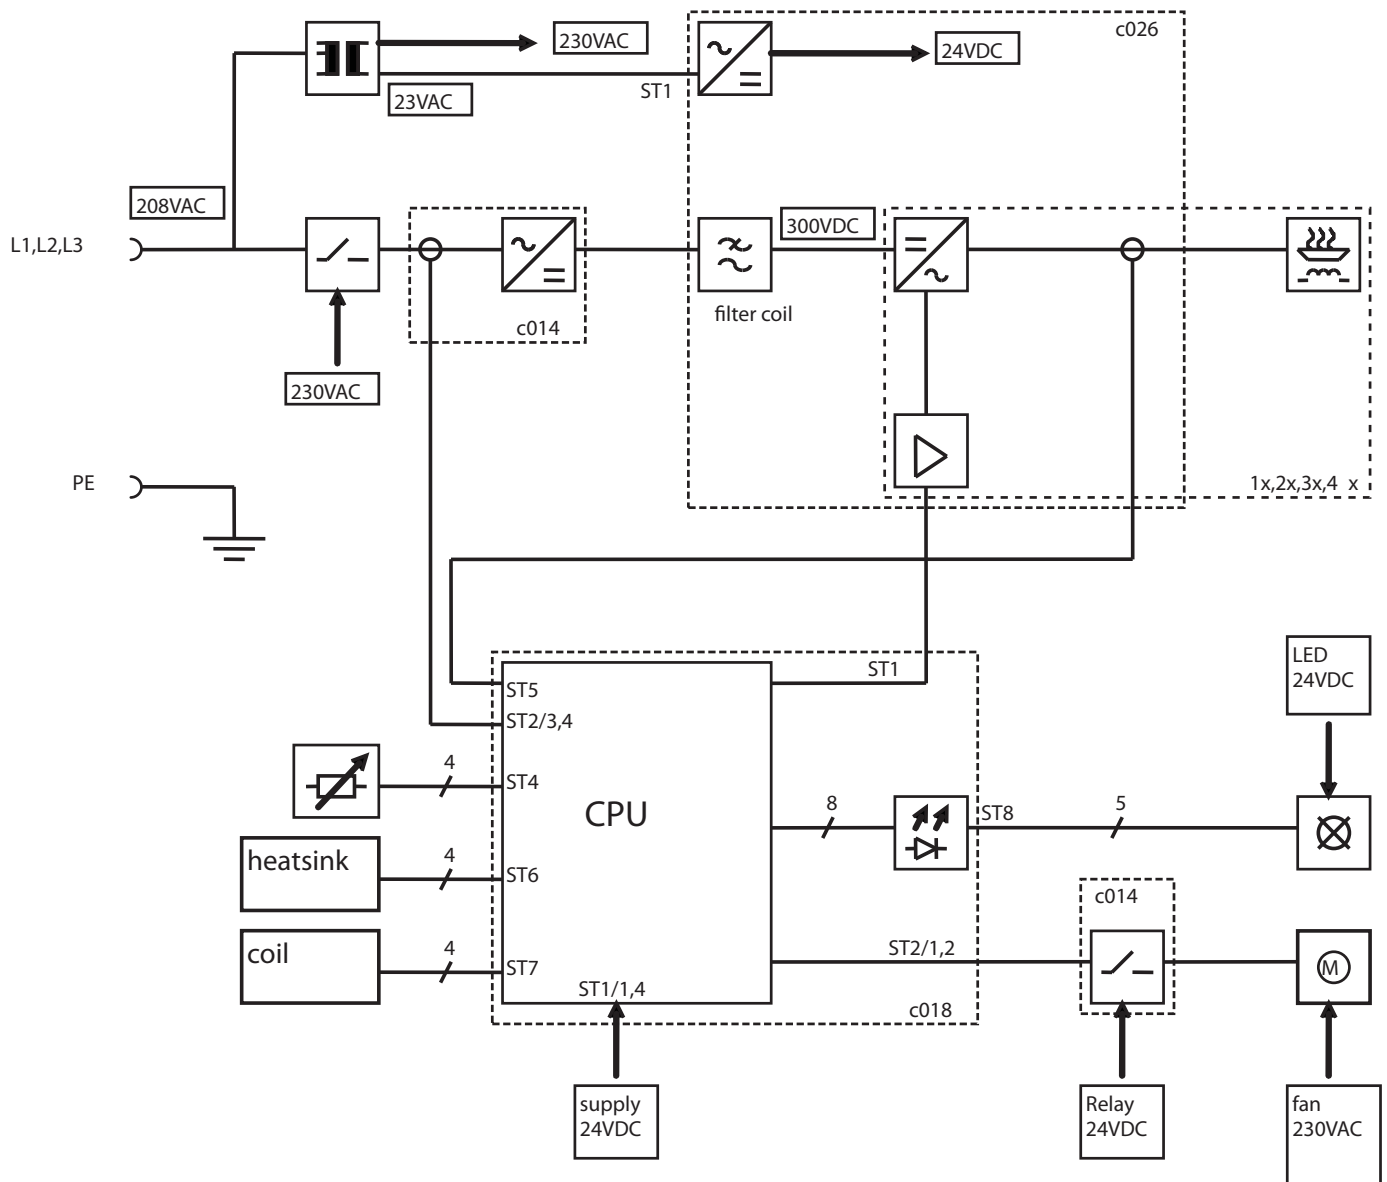 c026
230VAC
24VDC
23VAC
ST1
208VAC
L1,L2,L3
300VDC
c014
filter coil
230VAC
PE
1x,2x,3x,4 x
ST1
LED
24VDC
ST5
ST2/3,4
4
ST4
CPU
8
ST8
5
heatsink
4
ST6
c014
coil
4
ST7
ST2/1,2
M
ST1/1,4
c018
supply
24VDC
Relay
24VDC
fan
230VAC